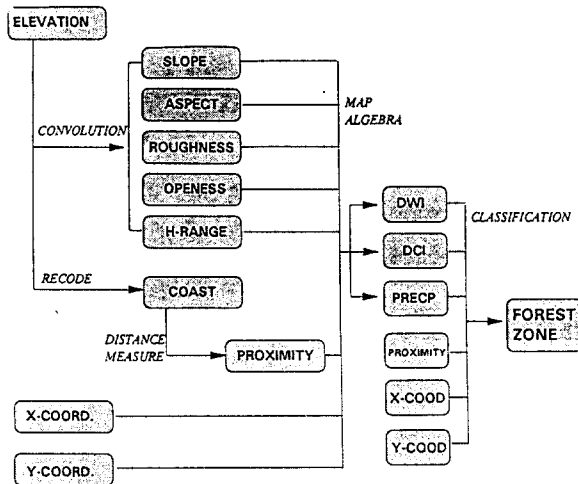 ELEVATION
SLOPE
ASPECT
MAP
ALGEBRA
CONVOLUTION
ROUGHNESS
OPENESS
H-RANGE
DWI
CLASSIFICATION
DCI
RECODE
COAST
PRECP
FOREST
ZONE
DISTANCE
MEASURE
PROXIMITY
PROXIMITY
X-COORD.
X-COOD
Y-COORD.
Y-COOD